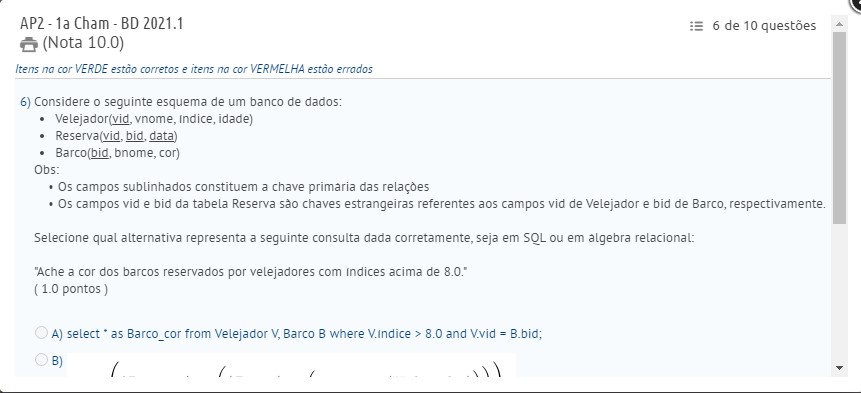 AP2 - 1a Cham - BD 2021.1
6 de 10 questões
(Nota 10.0)
Itens na cor VERDE estão corretos e itens na cor VERMELHA estão errados
6) Considere o seguinte esquema de um banco de dados:
• Velejador(vid, vnome, índice, idade)
• Reserva(vid, bid, data)
• Barco(bid, bnome, cor)
Obs:
• Os campos sublinhados constituem a chave primária das relações
• Os campos vid e bid da tabela Reserva são chaves estrangeiras referentes aos campos vid de Velejador e bid de Barco, respectivamente.
Selecione qual alternativa representa a seguinte consulta dada corretamente, seja em SQL ou em álgebra relacional:
"Ache a cor dos barcos reservados por velejadores com índices acima de 8.0."
( 1.0 pontos )
A) select * as Barco_cor from Velejador V, Barco B where V.índice > 8.0 and V.vid = B.bid;
B)